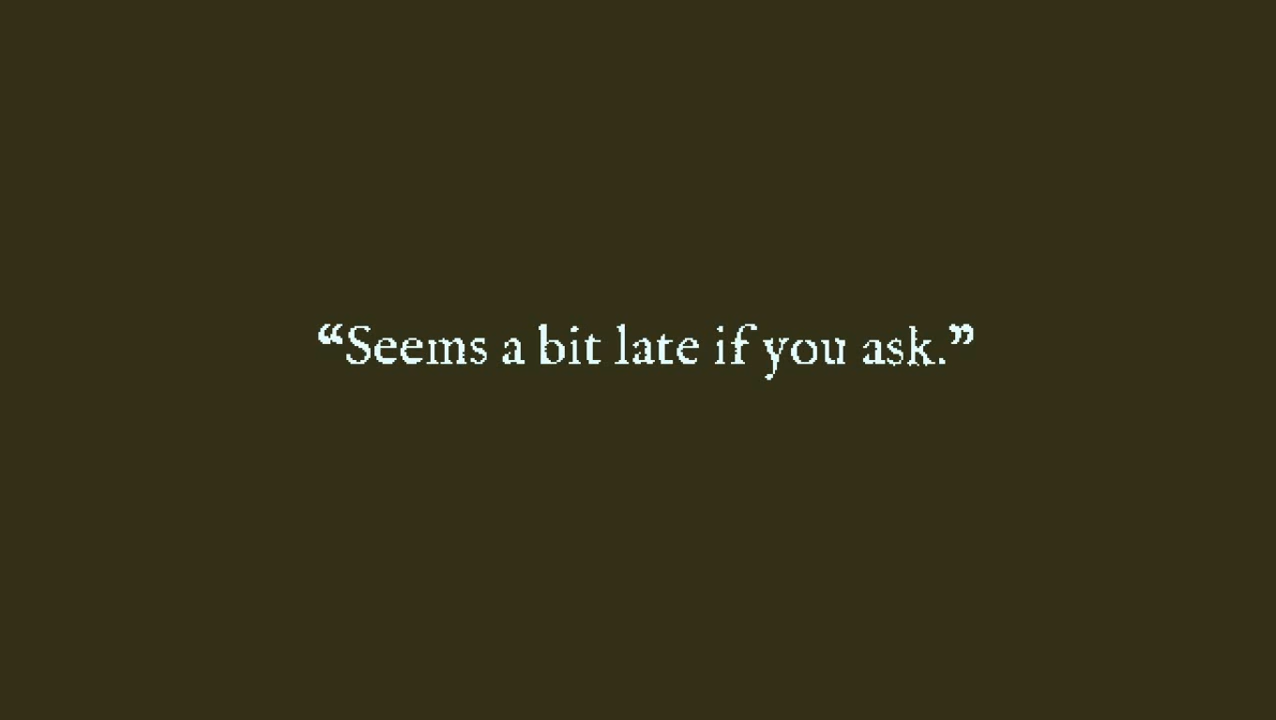 “Seems a bit late if you ask.”